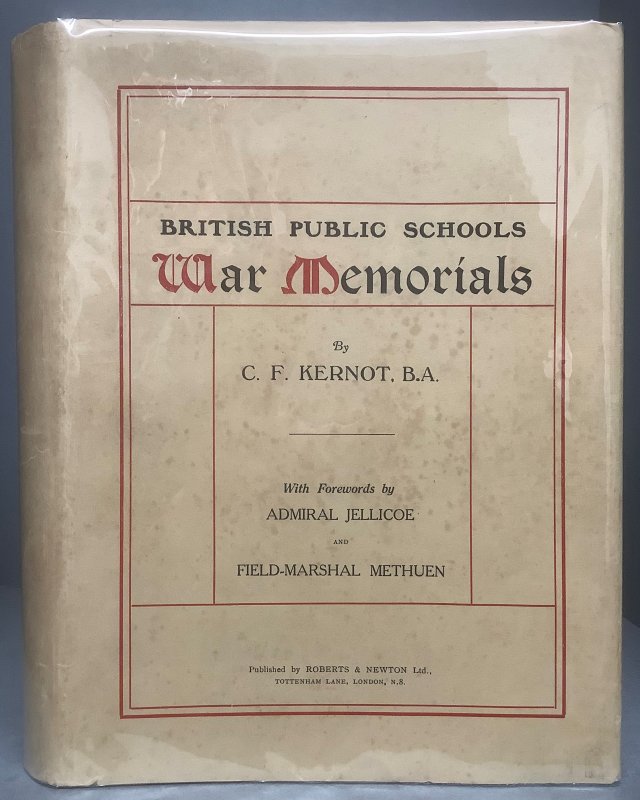 BRITISH PUBLIC SCHOOLS
War Memorials
By
C. F. KERNOT, B.A.
With Forewords by
ADMIRAL JELLICOE
AND
FIELD-MARSHAL METHUEN
Published by ROBERTS & NEWTON Ltd.,
TOTTENHAM LANE, LONDON, N.8.